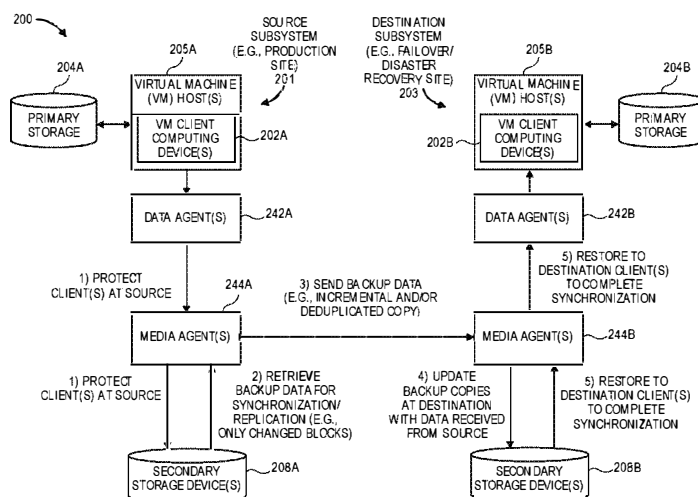 200
SOURCE
SUBSYSTEM
(E.G., PRODUCTION
SITE)
201
DESTINATION
SUBSYSTEM
(E.G., FAILOVER/
DISASTER
RECOVERY SITE)
203
204A
205A
205B
204B
PRIMARY
STORAGE
VIRTUAL MACHINE
(VM) HOST(S)
VM CLIENT
COMPUTING
DEVICE(S)
202A
VIRTUAL MACHINE
(VM) HOST(S)
VM CLIENT
COMPUTING
DEVICE(S)
202B
PRIMARY
STORAGE
DATA AGENT(S)
242A
DATA AGENT(S)
242B
1) PROTECT
CLIENT(S) AT SOURCE
244A
3) SEND BACKUP DATA
(E.G., INCREMENTAL AND/OR
DEDUPLICATED COPY)
5) RESTORE TO
DESTINATION CLIENT(S)
TO COMPLETE
SYNCHRONIZATION
MEDIA AGENT(S)
MEDIA AGENT(S)
244B
1) PROTECT
CLIENT(S) AT SOURCE
2) RETRIEVE
BACKUP DATA FOR
SYNCHRONIZATION/
REPLICATION (E.G.,
ONLY CHANGED BLOCKS)
4) UPDATE
BACKUP COPIES
AT DESTINATION
WITH DATA RECEIVED
FROM SOURCE
5) RESTORE TO
DESTINATION CLIENT(S)
TO COMPLETE
SYNCHRONIZATION
SECONDARY
STORAGE DEVICE(S)
208A
SECONDARY
STORAGE DEVICE(S)
208B